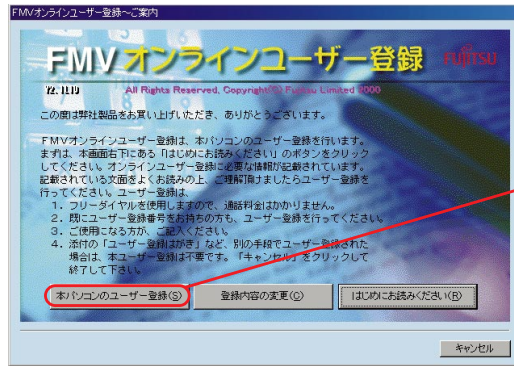 FMVオンラインユーザー登録～ご案内
FMVオンラインユーザー登録
FUJITSU
All Rights Reserved, Copyright(C) Fujitsu Limited 2000
この度は弊社製品をお買い上げいただき、ありがとうございます。
FMVオンラインユーザー登録は、本パソコンのユーザー登録を行います。
まずは、本画面右下にある「はじめにお読みください」のボタンをクリック
してください。オンラインユーザー登録に必要な情報が記載されています。
記載されている文面をよくお読みの上、ご理解頂けましたらユーザー登録を
行ってください。ユーザー登録は、
1. フリーダイヤルを使用しますので、通話料金はかかりません。
2. 既にユーザー登録番号をお持ちの方も、ユーザー登録を行ってください。
3. ご使用になる方が、ご記入ください。
4. 添付の「ユーザー登録はがき」など、別の手段でユーザー登録された
場合は、本ユーザー登録は不要です。「キャンセル」をクリックして
終了して下さい。
本パソコンのユーザー登録(S)
登録内容の変更(C)
はじめにお読みください(R)
キャンセル